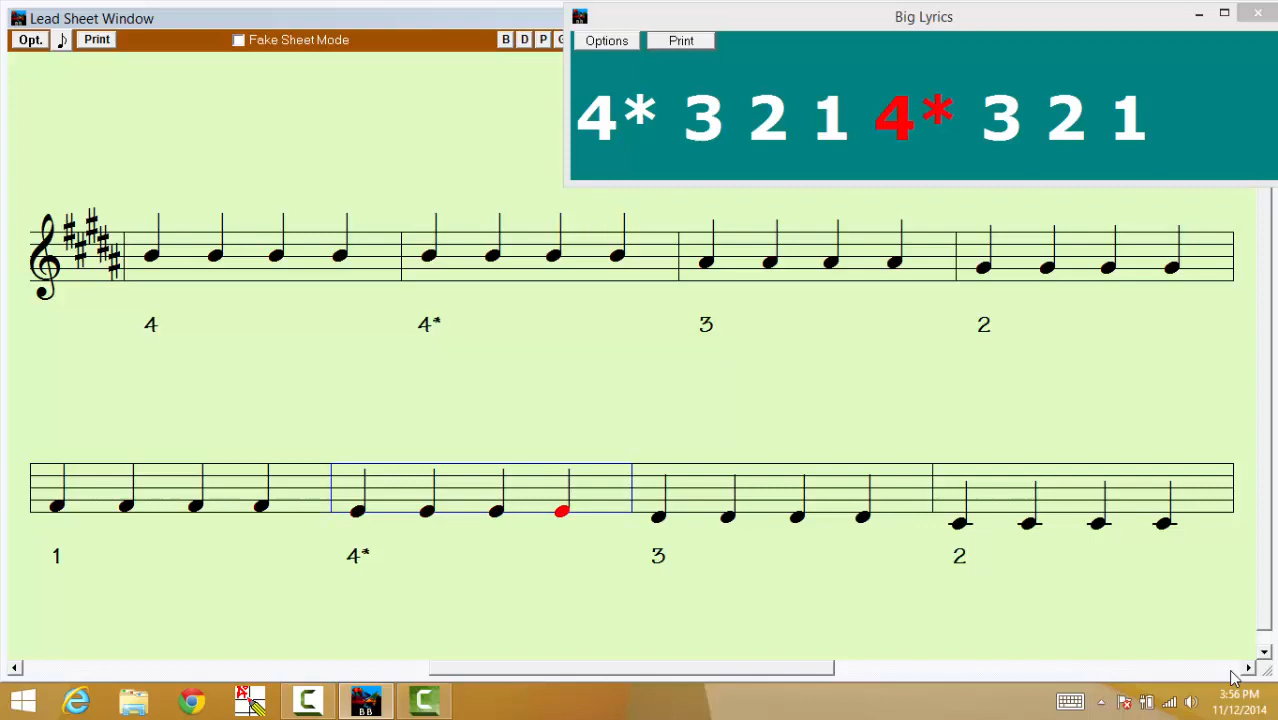 Lead Sheet Window
Big Lyrics
Opt. Print Fake Sheet Mode B D P
Options Print
4* 3 2 1 4* 3 2 1
4 4* 3 2
1 4* 3 2
BB
3:56 PM
11/12/2014